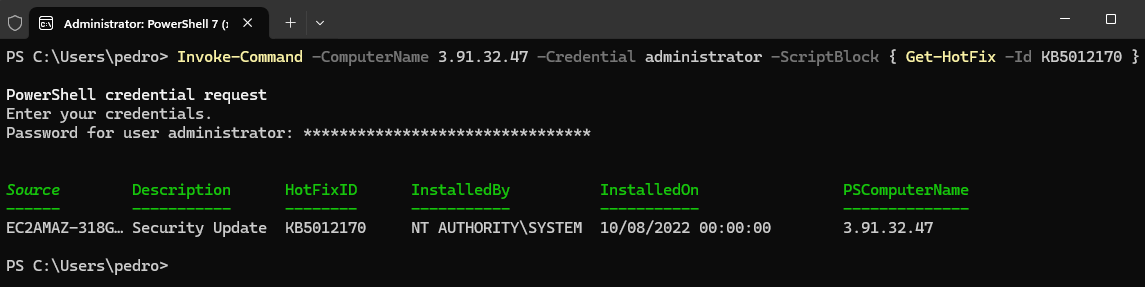 Administrator: PowerShell 7 (
PS C:\Users\pedro> Invoke-Command -ComputerName 3.91.32.47 -Credential administrator -ScriptBlock { Get-HotFix -Id KB5012170 }
PowerShell credential request
Enter your credentials.
Password for user administrator: ********************************
Source Description HotFixID InstalledBy InstalledOn PSComputerName
------ ----------- -------- ----------- ----------- --------------
EC2AMAZ-318G… Security Update KB5012170 NT AUTHORITY\SYSTEM 10/08/2022 00:00:00 3.91.32.47
PS C:\Users\pedro>